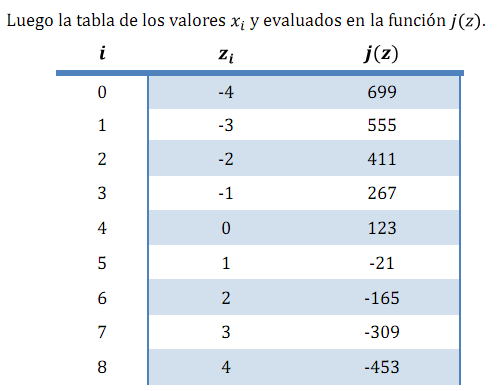 Luego la tabla de los valores xᵢ y evaluados en la función j(z).
i zᵢ j(z)
0 -4 699
1 -3 555
2 -2 411
3 -1 267
4 0 123
5 1 -21
6 2 -165
7 3 -309
8 4 -453